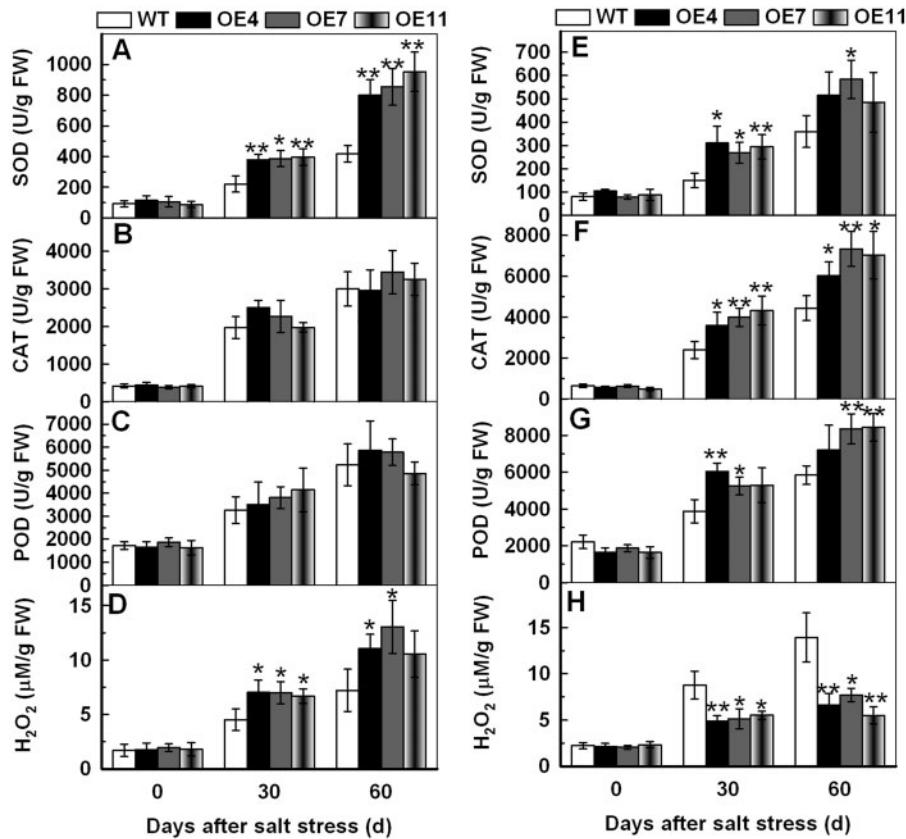 WT OE4 OE7 OE11
WT OE4 OE7 OE11
A
SOD (U/g FW)
1000
800
600
400
200
0
** * **
** ** **
B
CAT (U/g FW)
4000
3000
2000
1000
0
C
POD (U/g FW)
7000
6000
5000
4000
3000
2000
1000
0
D
H₂O₂ (μM/g FW)
15
10
5
0
* * *
* *
0 30 60
Days after salt stress (d)
E
SOD (U/g FW)
500
400
300
200
100
0
* * **
*
F
CAT (U/g FW)
8000
6000
4000
2000
0
* ** **
* ** *
G
POD (U/g FW)
8000
6000
4000
2000
0
** *
** **
H
H₂O₂ (μM/g FW)
15
10
5
0
** * *
** * **
0 30 60
Days after salt stress (d)